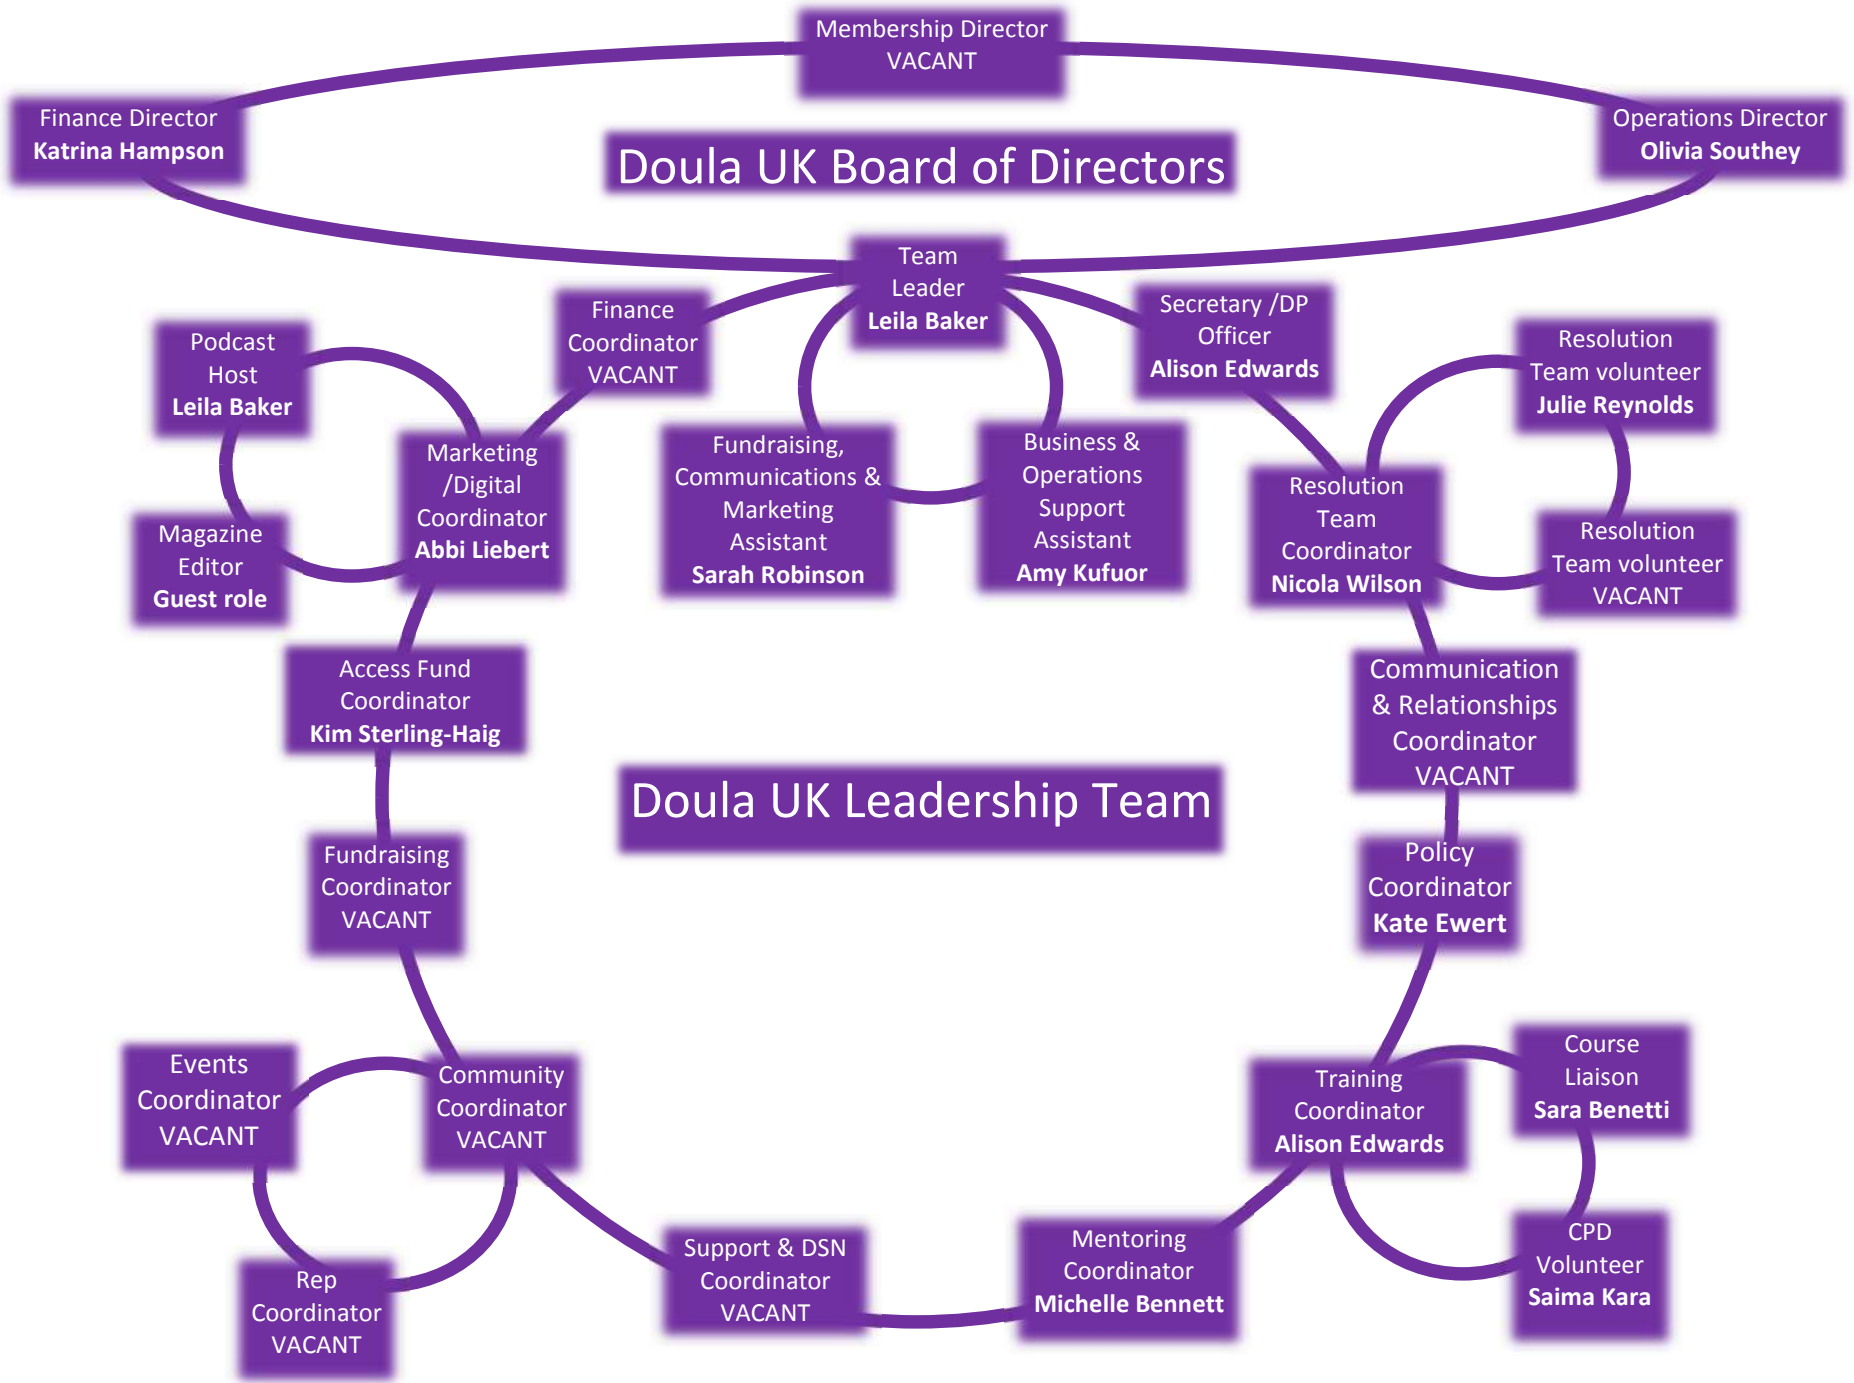 Membership Director
VACANT
Finance Director
Katrina Hampson
Operations Director
Olivia Southey
Doula UK Board of Directors
Team
Leader
Leila Baker
Finance
Coordinator
VACANT
Secretary /DP
Officer
Alison Edwards
Podcast
Host
Leila Baker
Resolution
Team volunteer
Julie Reynolds
Marketing
/Digital
Coordinator
Abbi Liebert
Fundraising,
Communications &
Marketing
Assistant
Sarah Robinson
Business &
Operations
Support
Assistant
Amy Kufuor
Resolution
Team
Coordinator
Nicola Wilson
Magazine
Editor
Guest role
Resolution
Team volunteer
VACANT
Access Fund
Coordinator
Kim Sterling-Haig
Communication
& Relationships
Coordinator
VACANT
Doula UK Leadership Team
Fundraising
Coordinator
VACANT
Policy
Coordinator
Kate Ewert
Events
Coordinator
VACANT
Community
Coordinator
VACANT
Training
Coordinator
Alison Edwards
Course
Liaison
Sara Benetti
Rep
Coordinator
VACANT
Support & DSN
Coordinator
VACANT
Mentoring
Coordinator
Michelle Bennett
CPD
Volunteer
Saima Kara